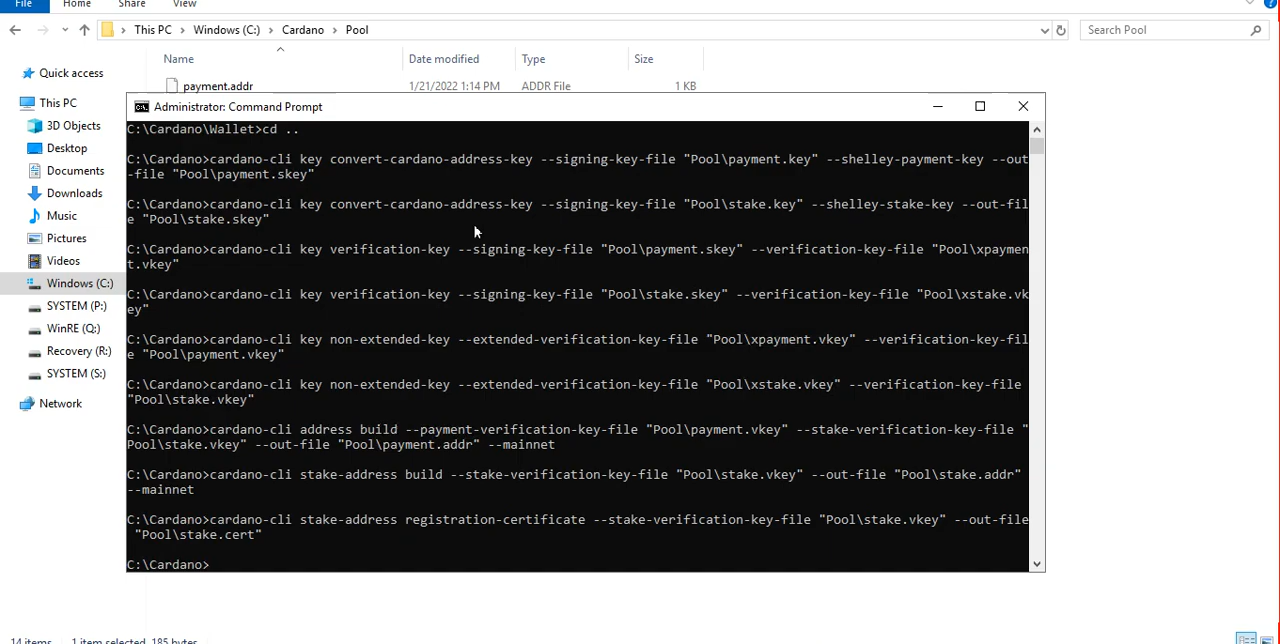 File Home Share View
This PC > Windows (C:) > Cardano > Pool
Search Pool
Name Date modified Type Size
payment.addr 1/21/2022 1:14 PM ADDR File 1 KB
Quick access
This PC
3D Objects
Desktop
Documents
Downloads
Music
Pictures
Videos
Windows (C:)
SYSTEM (P:)
WinRE (Q:)
Recovery (R:)
SYSTEM (S:)
Network
Administrator: Command Prompt
C:\Cardano\Wallet>cd ..
C:\Cardano>cardano-cli key convert-cardano-address-key --signing-key-file "Pool\payment.key" --shelley-payment-key --out
-file "Pool\payment.skey"
C:\Cardano>cardano-cli key convert-cardano-address-key --signing-key-file "Pool\stake.key" --shelley-stake-key --out-fil
e "Pool\stake.skey"
C:\Cardano>cardano-cli key verification-key --signing-key-file "Pool\payment.skey" --verification-key-file "Pool\xpaymen
t.vkey"
C:\Cardano>cardano-cli key verification-key --signing-key-file "Pool\stake.skey" --verification-key-file "Pool\xstake.vk
ey"
C:\Cardano>cardano-cli key non-extended-key --extended-verification-key-file "Pool\xpayment.vkey" --verification-key-fil
e "Pool\payment.vkey"
C:\Cardano>cardano-cli key non-extended-key --extended-verification-key-file "Pool\xstake.vkey" --verification-key-file
"Pool\stake.vkey"
C:\Cardano>cardano-cli address build --payment-verification-key-file "Pool\payment.vkey" --stake-verification-key-file "
Pool\stake.vkey" --out-file "Pool\payment.addr" --mainnet
C:\Cardano>cardano-cli stake-address build --stake-verification-key-file "Pool\stake.vkey" --out-file "Pool\stake.addr"
--mainnet
C:\Cardano>cardano-cli stake-address registration-certificate --stake-verification-key-file "Pool\stake.vkey" --out-file
"Pool\stake.cert"
C:\Cardano>
14 items 1 item selected 185 bytes